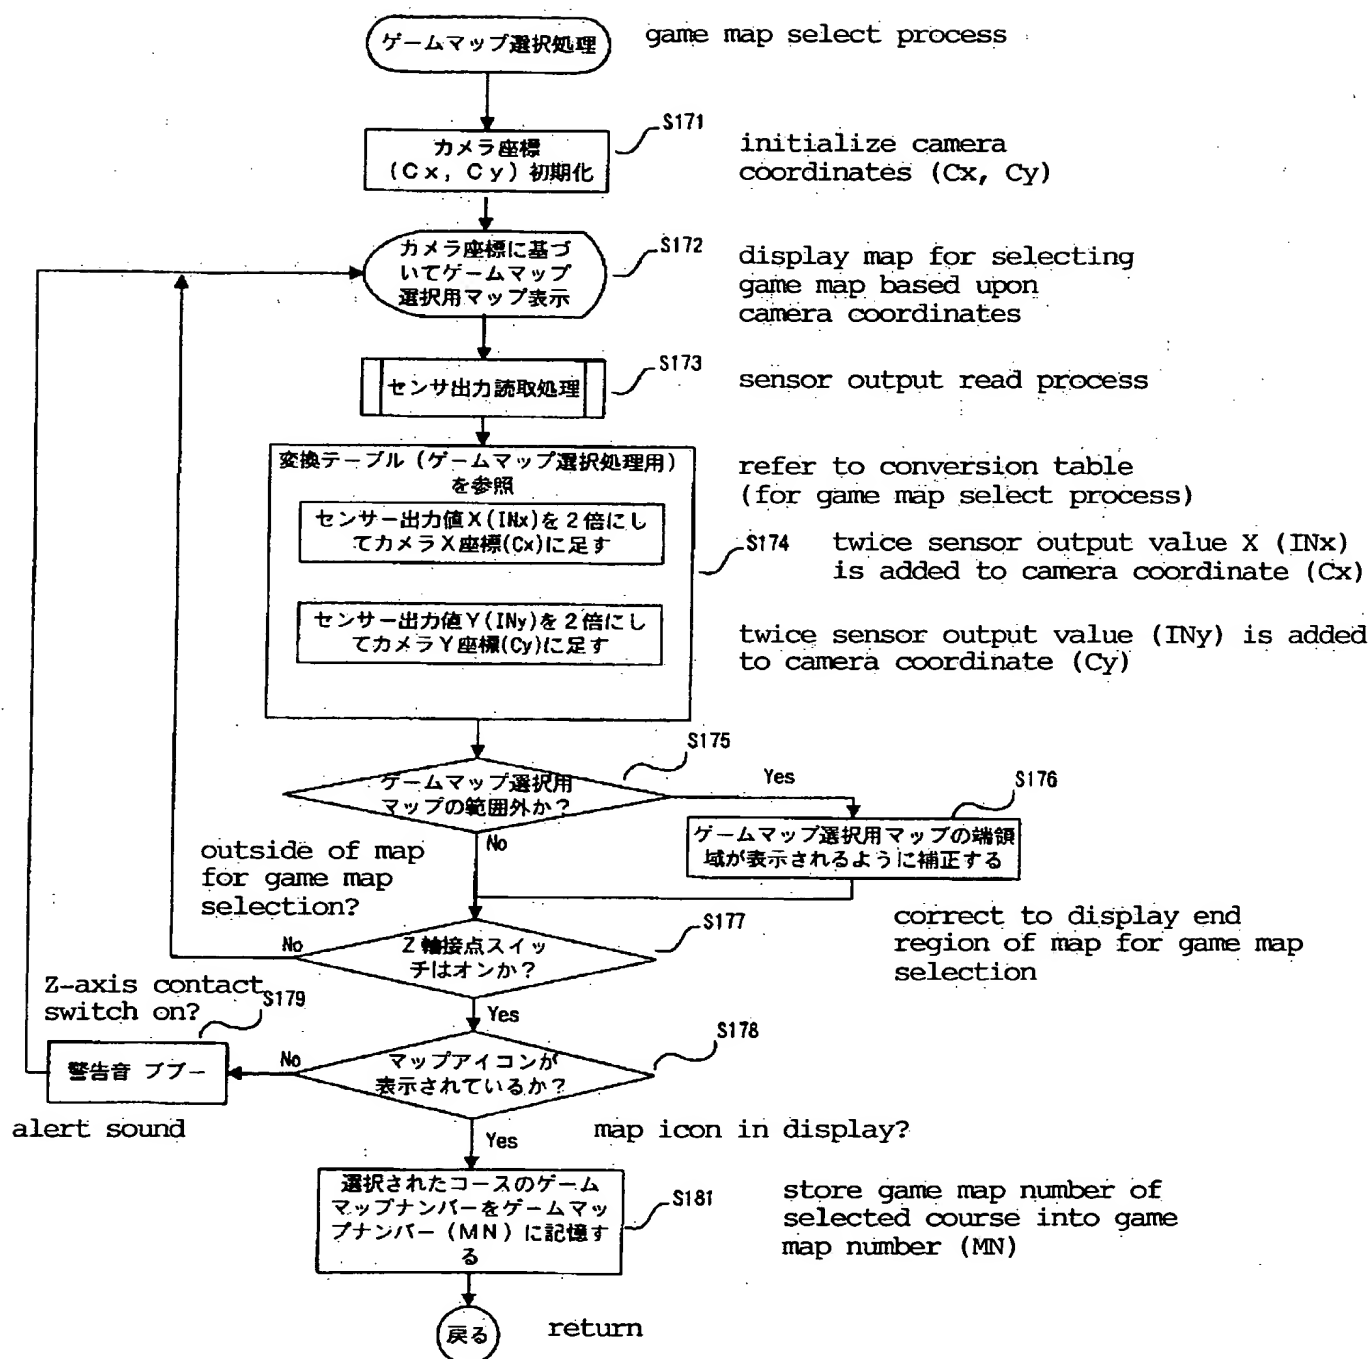 ゲームマップ選択処理
game map select process
S171
カメラ座標
(Cx, Cy) 初期化
initialize camera
coordinates (Cx, Cy)
カメラ座標に基づ
いてゲームマップ
選択用マップ表示
S172
display map for selecting
game map based upon
camera coordinates
S173
センサ出力読取処理
sensor output read process
変換テーブル (ゲームマップ選択処理用)
を参照
refer to conversion table
(for game map select process)
センサー出力値X(INx)を2倍にし
てカメラX座標(Cx)に足す
S174
twice sensor output value X (INx)
is added to camera coordinate (Cx)
センサー出力値Y(INy)を2倍にし
てカメラY座標(Cy)に足す
twice sensor output value (INy) is added
to camera coordinate (Cy)
S175
ゲームマップ選択用
マップの範囲外か?
Yes
S176
No
ゲームマップ選択用マップの端領
域が表示されるように補正する
outside of map
for game map
selection?
correct to display end
region of map for game map
selection
S177
No
Z軸接点スイッ
チはオンか?
Z-axis contact
switch on?
S179
Yes
S178
No
警告音 ブブー
マップアイコンが
表示されているか?
alert sound
Yes
map icon in display?
選択されたコースのゲーム
マップナンバーをゲームマッ
プナンバー (MN) に記憶す
る
S181
store game map number of
selected course into game
map number (MN)
戻る
return